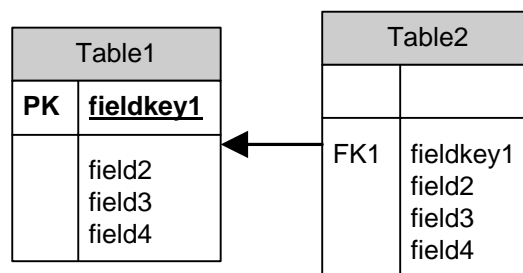 Table1
PK fieldkey1
field2
field3
field4
Table2
FK1 fieldkey1
field2
field3
field4